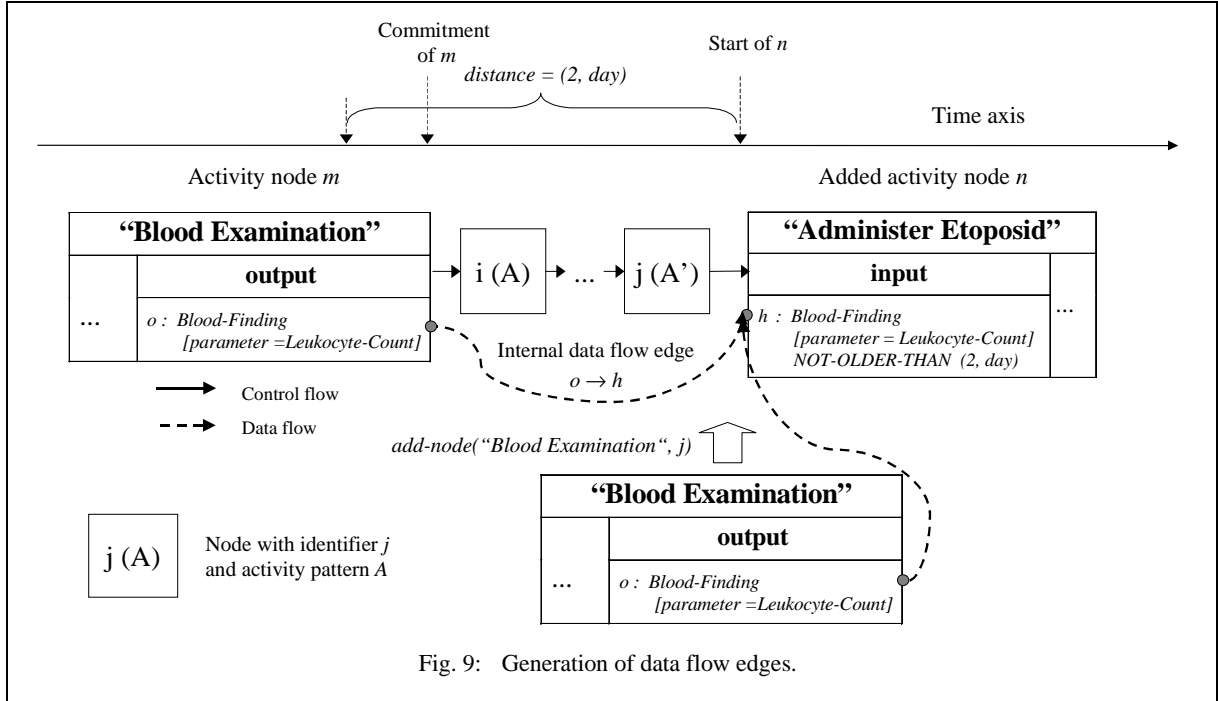 Commitment
of m
Start of n
distance = (2, day)
Time axis
Activity node m
Added activity node n
“Blood Examination”
output
...
o : Blood-Finding
[parameter =Leukocyte-Count]
i (A)
...
j (A’)
“Administer Etoposid”
input
...
h : Blood-Finding
[parameter = Leukocyte-Count]
NOT-OLDER-THAN (2, day)
Internal data flow edge
o → h
Control flow
Data flow
add-node(“Blood Examination“, j)
“Blood Examination”
output
...
o : Blood-Finding
[parameter =Leukocyte-Count]
j (A)
Node with identifier j
and activity pattern A
Fig. 9: Generation of data flow edges.